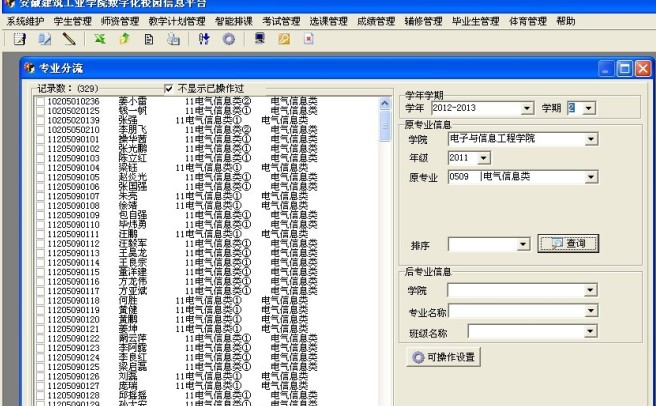 安徽建筑工业学院数字化校园信息平台
系统维护 学生管理 师资管理 教学计划管理 智能排课 考试管理 选课管理 成绩管理 辅修管理 毕业生管理 体育管理 帮助
专业分流
记录数：(329) 不显示已操作过
10205010236 姜小雷 11电气信息类② 电气信息类
10205020125 钱一帆 11电气信息类① 电气信息类
10205020139 张强 11电气信息类① 电气信息类
10205050210 李朋飞 11电气信息类② 电气信息类
11205090101 操华茜 11电气信息类① 电气信息类
11205090102 张光鹏 11电气信息类① 电气信息类
11205090103 陈立红 11电气信息类① 电气信息类
11205090104 梁钰 11电气信息类① 电气信息类
11205090105 赵炎光 11电气信息类① 电气信息类
11205090106 张国强 11电气信息类① 电气信息类
11205090107 朱亮 11电气信息类① 电气信息类
11205090108 徐靖 11电气信息类① 电气信息类
11205090109 包自强 11电气信息类① 电气信息类
11205090110 毕炜勇 11电气信息类① 电气信息类
11205090111 汪鹏 11电气信息类① 电气信息类
11205090112 汪毅军 11电气信息类① 电气信息类
11205090113 王昊龙 11电气信息类① 电气信息类
11205090114 王良宗 11电气信息类① 电气信息类
11205090115 董洋建 11电气信息类① 电气信息类
11205090116 方龙伟 11电气信息类① 电气信息类
11205090117 方亚斌 11电气信息类① 电气信息类
11205090118 何胜 11电气信息类① 电气信息类
11205090119 黄健 11电气信息类① 电气信息类
11205090120 黄鹏 11电气信息类① 电气信息类
11205090121 姜坤 11电气信息类① 电气信息类
11205090122 阚云萍 11电气信息类① 电气信息类
11205090123 李阿辉 11电气信息类① 电气信息类
11205090124 李良红 11电气信息类① 电气信息类
11205090125 梁启磊 11电气信息类① 电气信息类
11205090126 刘磊 11电气信息类① 电气信息类
11205090127 庞瑞 11电气信息类① 电气信息类
11205090128 邱摇摇 11电气信息类① 电气信息类
11205090129 孙大安 11电气信息类① 电气信息类
学年学期
学年 2012-2013 学期 2
原专业信息
学院 电子与信息工程学院
年级 2011
原专业 0509 |电气信息类
排序 查询
后专业信息
学院
专业名称
班级名称
可操作设置